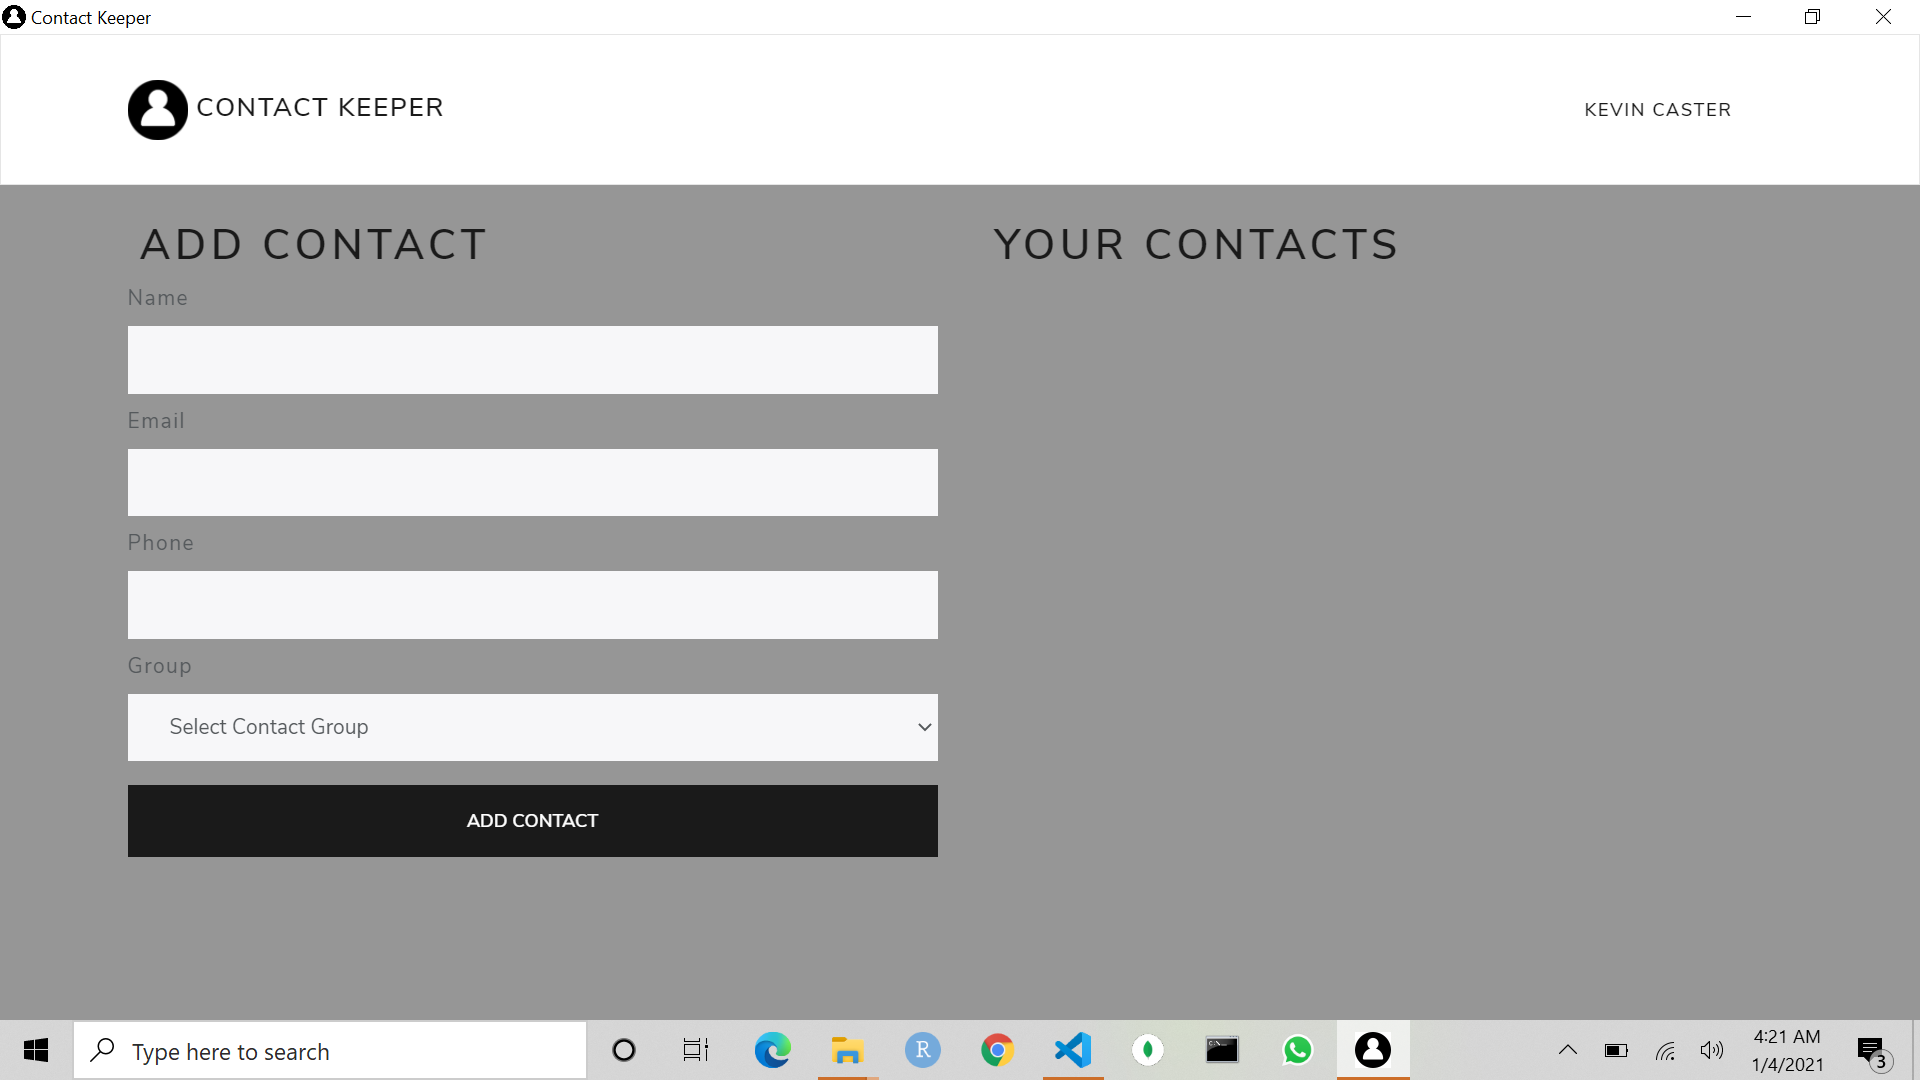 Contact Keeper
CONTACT KEEPER
KEVIN CASTER
ADD CONTACT
YOUR CONTACTS
Name
Email
Phone
Group
Select Contact Group
ADD CONTACT
Type here to search
R
C:\
4:21 AM
1/4/2021
3